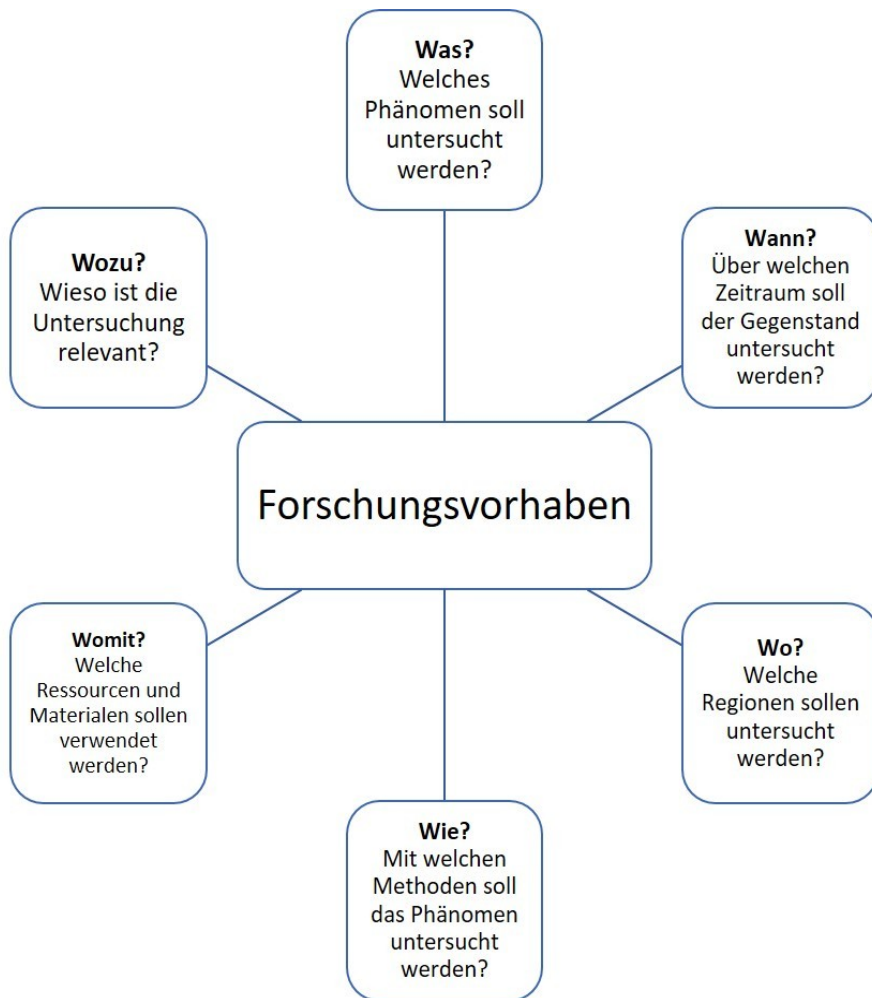 Was?
Welches
Phänomen soll
untersucht
werden?
Wann?
Über welchen
Zeitraum soll
der Gegenstand
untersucht
werden?
Wo?
Welche
Regionen sollen
untersucht
werden?
Wie?
Mit welchen
Methoden soll
das Phänomen
untersucht
werden?
Womit?
Welche
Ressourcen und
Materialen sollen
verwendet
werden?
Wozu?
Wieso ist die
Untersuchung
relevant?
Forschungsvorhaben